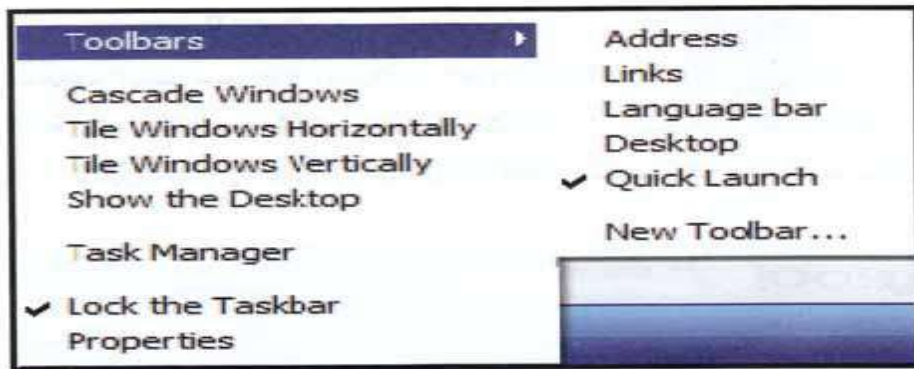 Toolbars
Cascade Windows
Tile Windows Horizontally
Tile Windows Vertically
Show the Desktop
Task Manager
✓ Lock the Taskbar
Properties
Address
Links
Language bar
Desktop
✓ Quick Launch
New Toolbar...